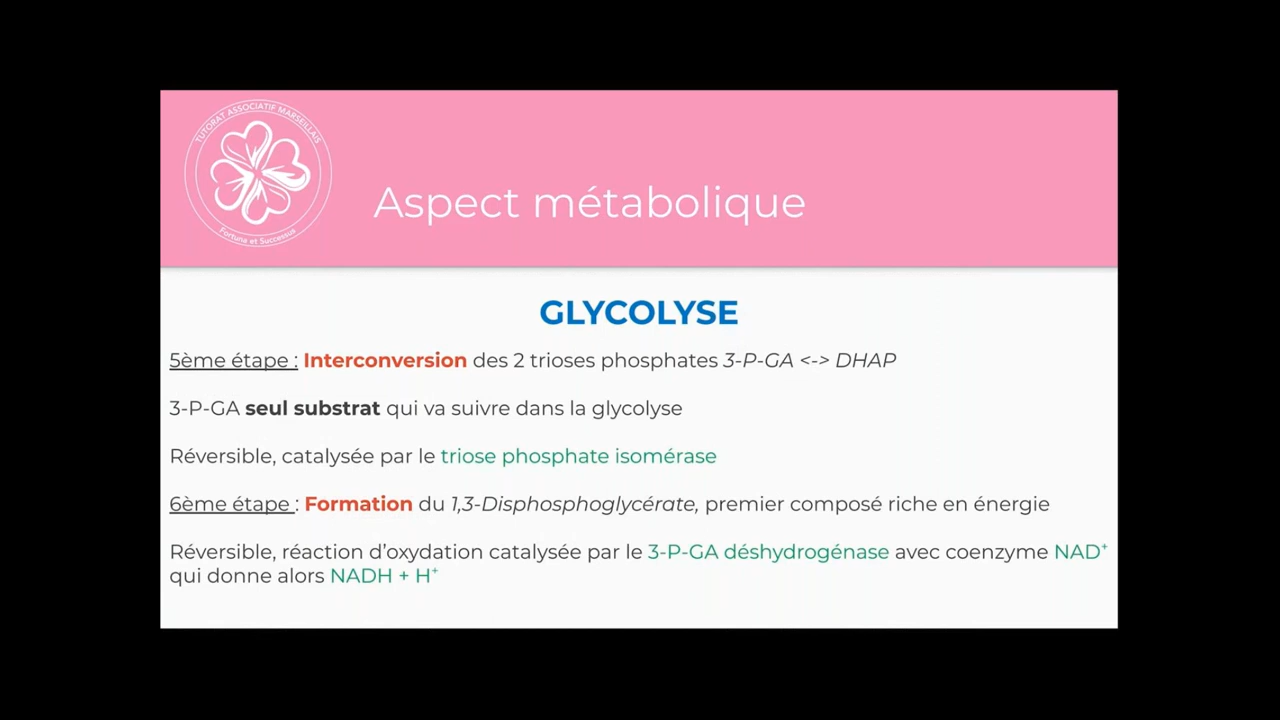 TUTORAT ASSOCIATIF MARSEILLAIS
Fortuna et Successus
Aspect métabolique
GLYCOLYSE
5ème étape : Interconversion des 2 trioses phosphates 3-P-GA <-> DHAP
3-P-GA seul substrat qui va suivre dans la glycolyse
Réversible, catalysée par le triose phosphate isomérase
6ème étape : Formation du 1,3-Disphosphoglycérate, premier composé riche en énergie
Réversible, réaction d’oxydation catalysée par le 3-P-GA déshydrogénase avec coenzyme NAD⁺
qui donne alors NADH + H⁺